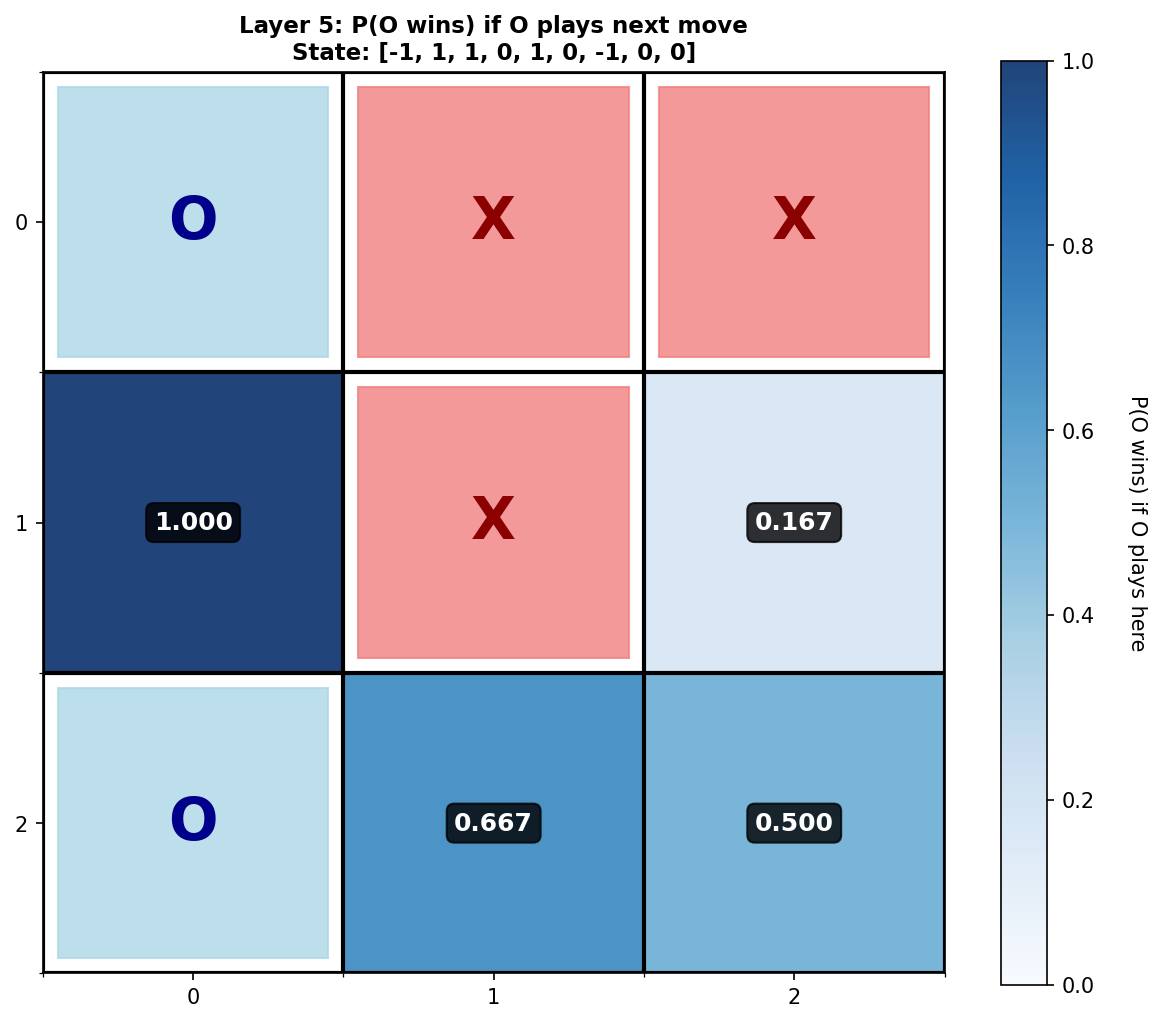 Layer 5: P(O wins) if O plays next move
State: [-1, 1, 1, 0, 1, 0, -1, 0, 0]
0
O
X
X
1
1.000
X
0.167
2
O
0.667
0.500
0
1
2
1.0
0.8
0.6
0.4
0.2
0.0
P(O wins) if O plays here